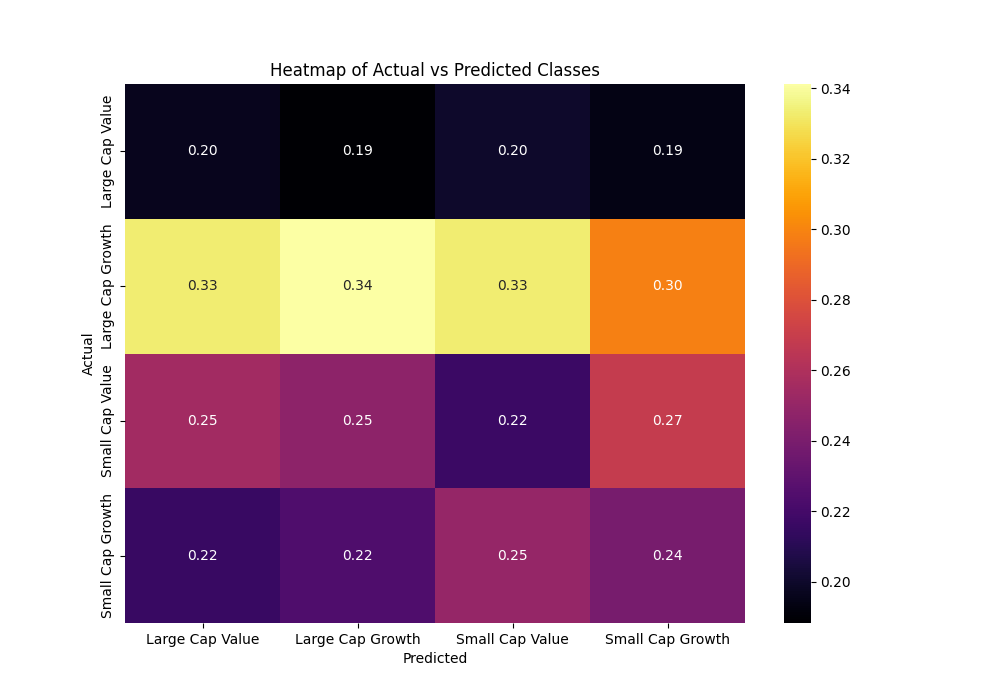 Heatmap of Actual vs Predicted Classes
Actual
Large Cap Value
Large Cap Growth
Small Cap Value
Small Cap Growth
0.20 0.19 0.20 0.19
0.33 0.34 0.33 0.30
0.25 0.25 0.22 0.27
0.22 0.22 0.25 0.24
Large Cap Value Large Cap Growth Small Cap Value Small Cap Growth
Predicted
0.34
0.32
0.30
0.28
0.26
0.24
0.22
0.20